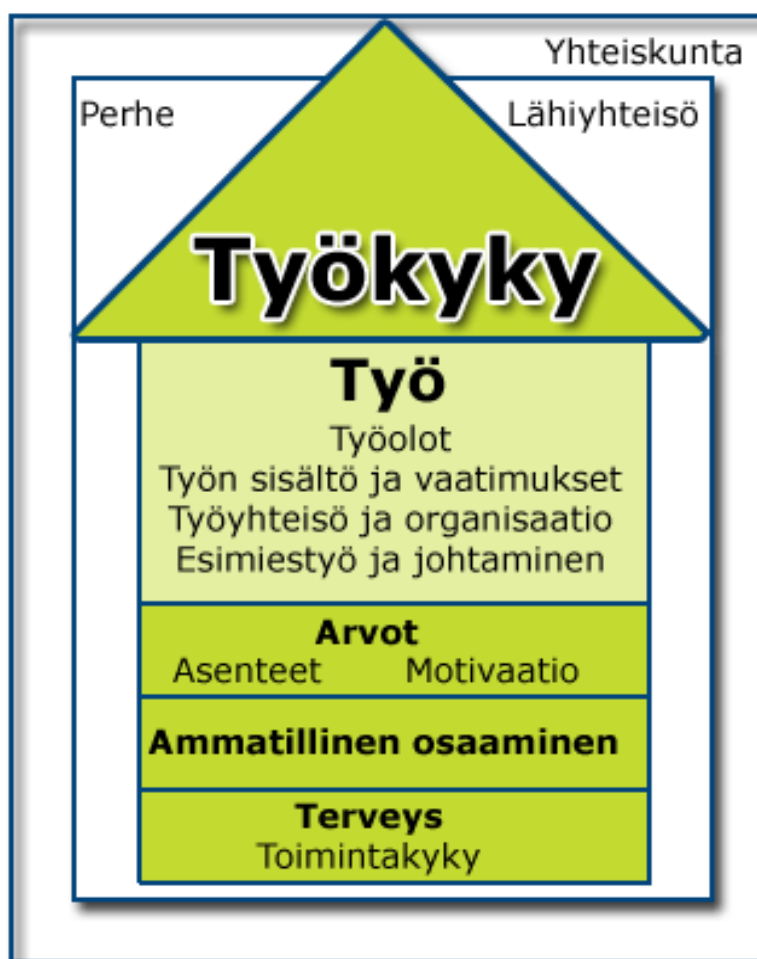 Yhteiskunta
Perhe
Lähiyhteisö
Työkyky
Työ
Työolot
Työn sisältö ja vaatimukset
Työyhteisö ja organisaatio
Esimiestyö ja johtaminen
Arvot
Asenteet Motivaatio
Ammatillinen osaaminen
Terveys
Toimintakyky